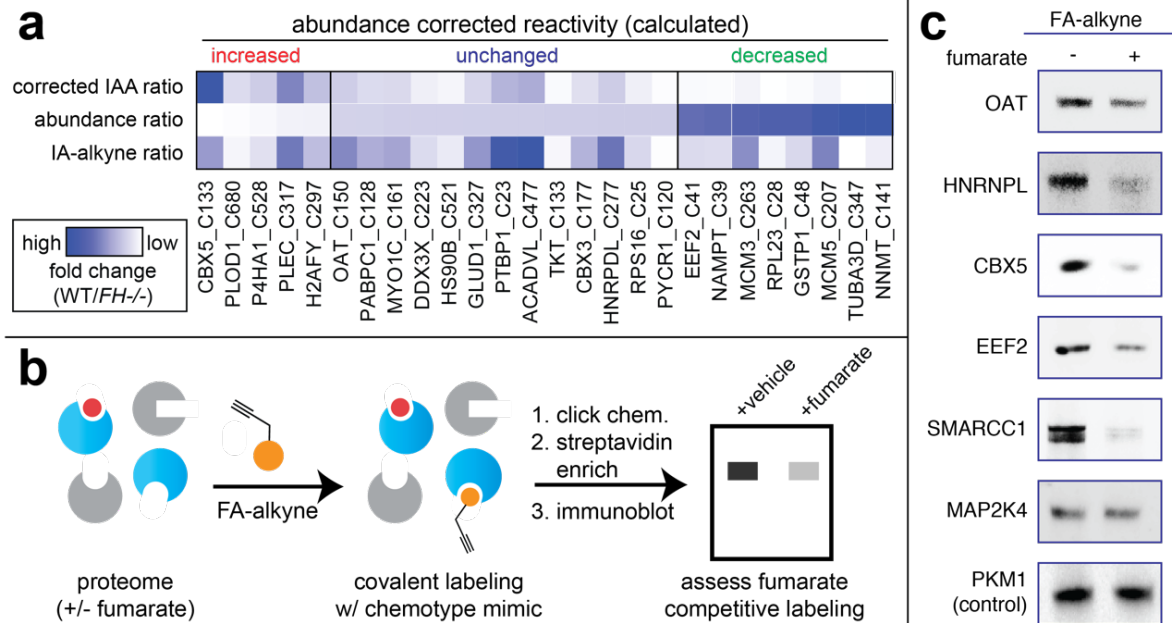 a
abundance corrected reactivity (calculated)
increased
unchanged
decreased
corrected IAA ratio
abundance ratio
IA-alkyne ratio
high
low
fold change
(WT/FH-/-)
CBX5_C133
PLOD1_C680
P4HA1_C528
PLEC_C317
H2AFY_C297
OAT_C150
PABPC1_C128
MYO1C_C161
DDX3X_C223
HS90B_C521
GLUD1_C327
PTBP1_C23
ACADVL_C477
TKT_C133
CBX3_C177
HNRPDL_C277
RPS16_C25
PYCR1_C120
EEF2_C41
NAMPT_C39
MCM3_C263
RPL23_C28
GSTP1_C48
MCM5_C207
TUBA3D_C347
NNMT_C141
b
FA-alkyne
1. click chem.
2. streptavidin
enrich
3. immunoblot
+vehicle
+fumarate
proteome
(+/- fumarate)
covalent labeling
w/ chemotype mimic
assess fumarate
competitive labeling
c
FA-alkyne
fumarate - +
OAT
HNRNPL
CBX5
EEF2
SMARCC1
MAP2K4
PKM1
(control)